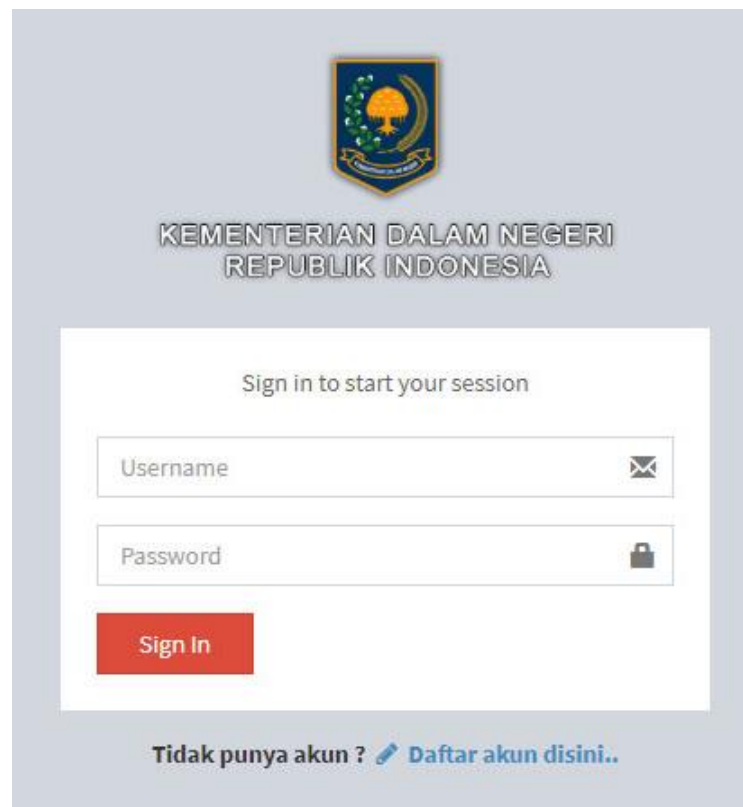 KEMENTERIAN DALAM NEGERI
REPUBLIK INDONESIA
Sign in to start your session
Username
Password
Sign In
Tidak punya akun ? Daftar akun disini..